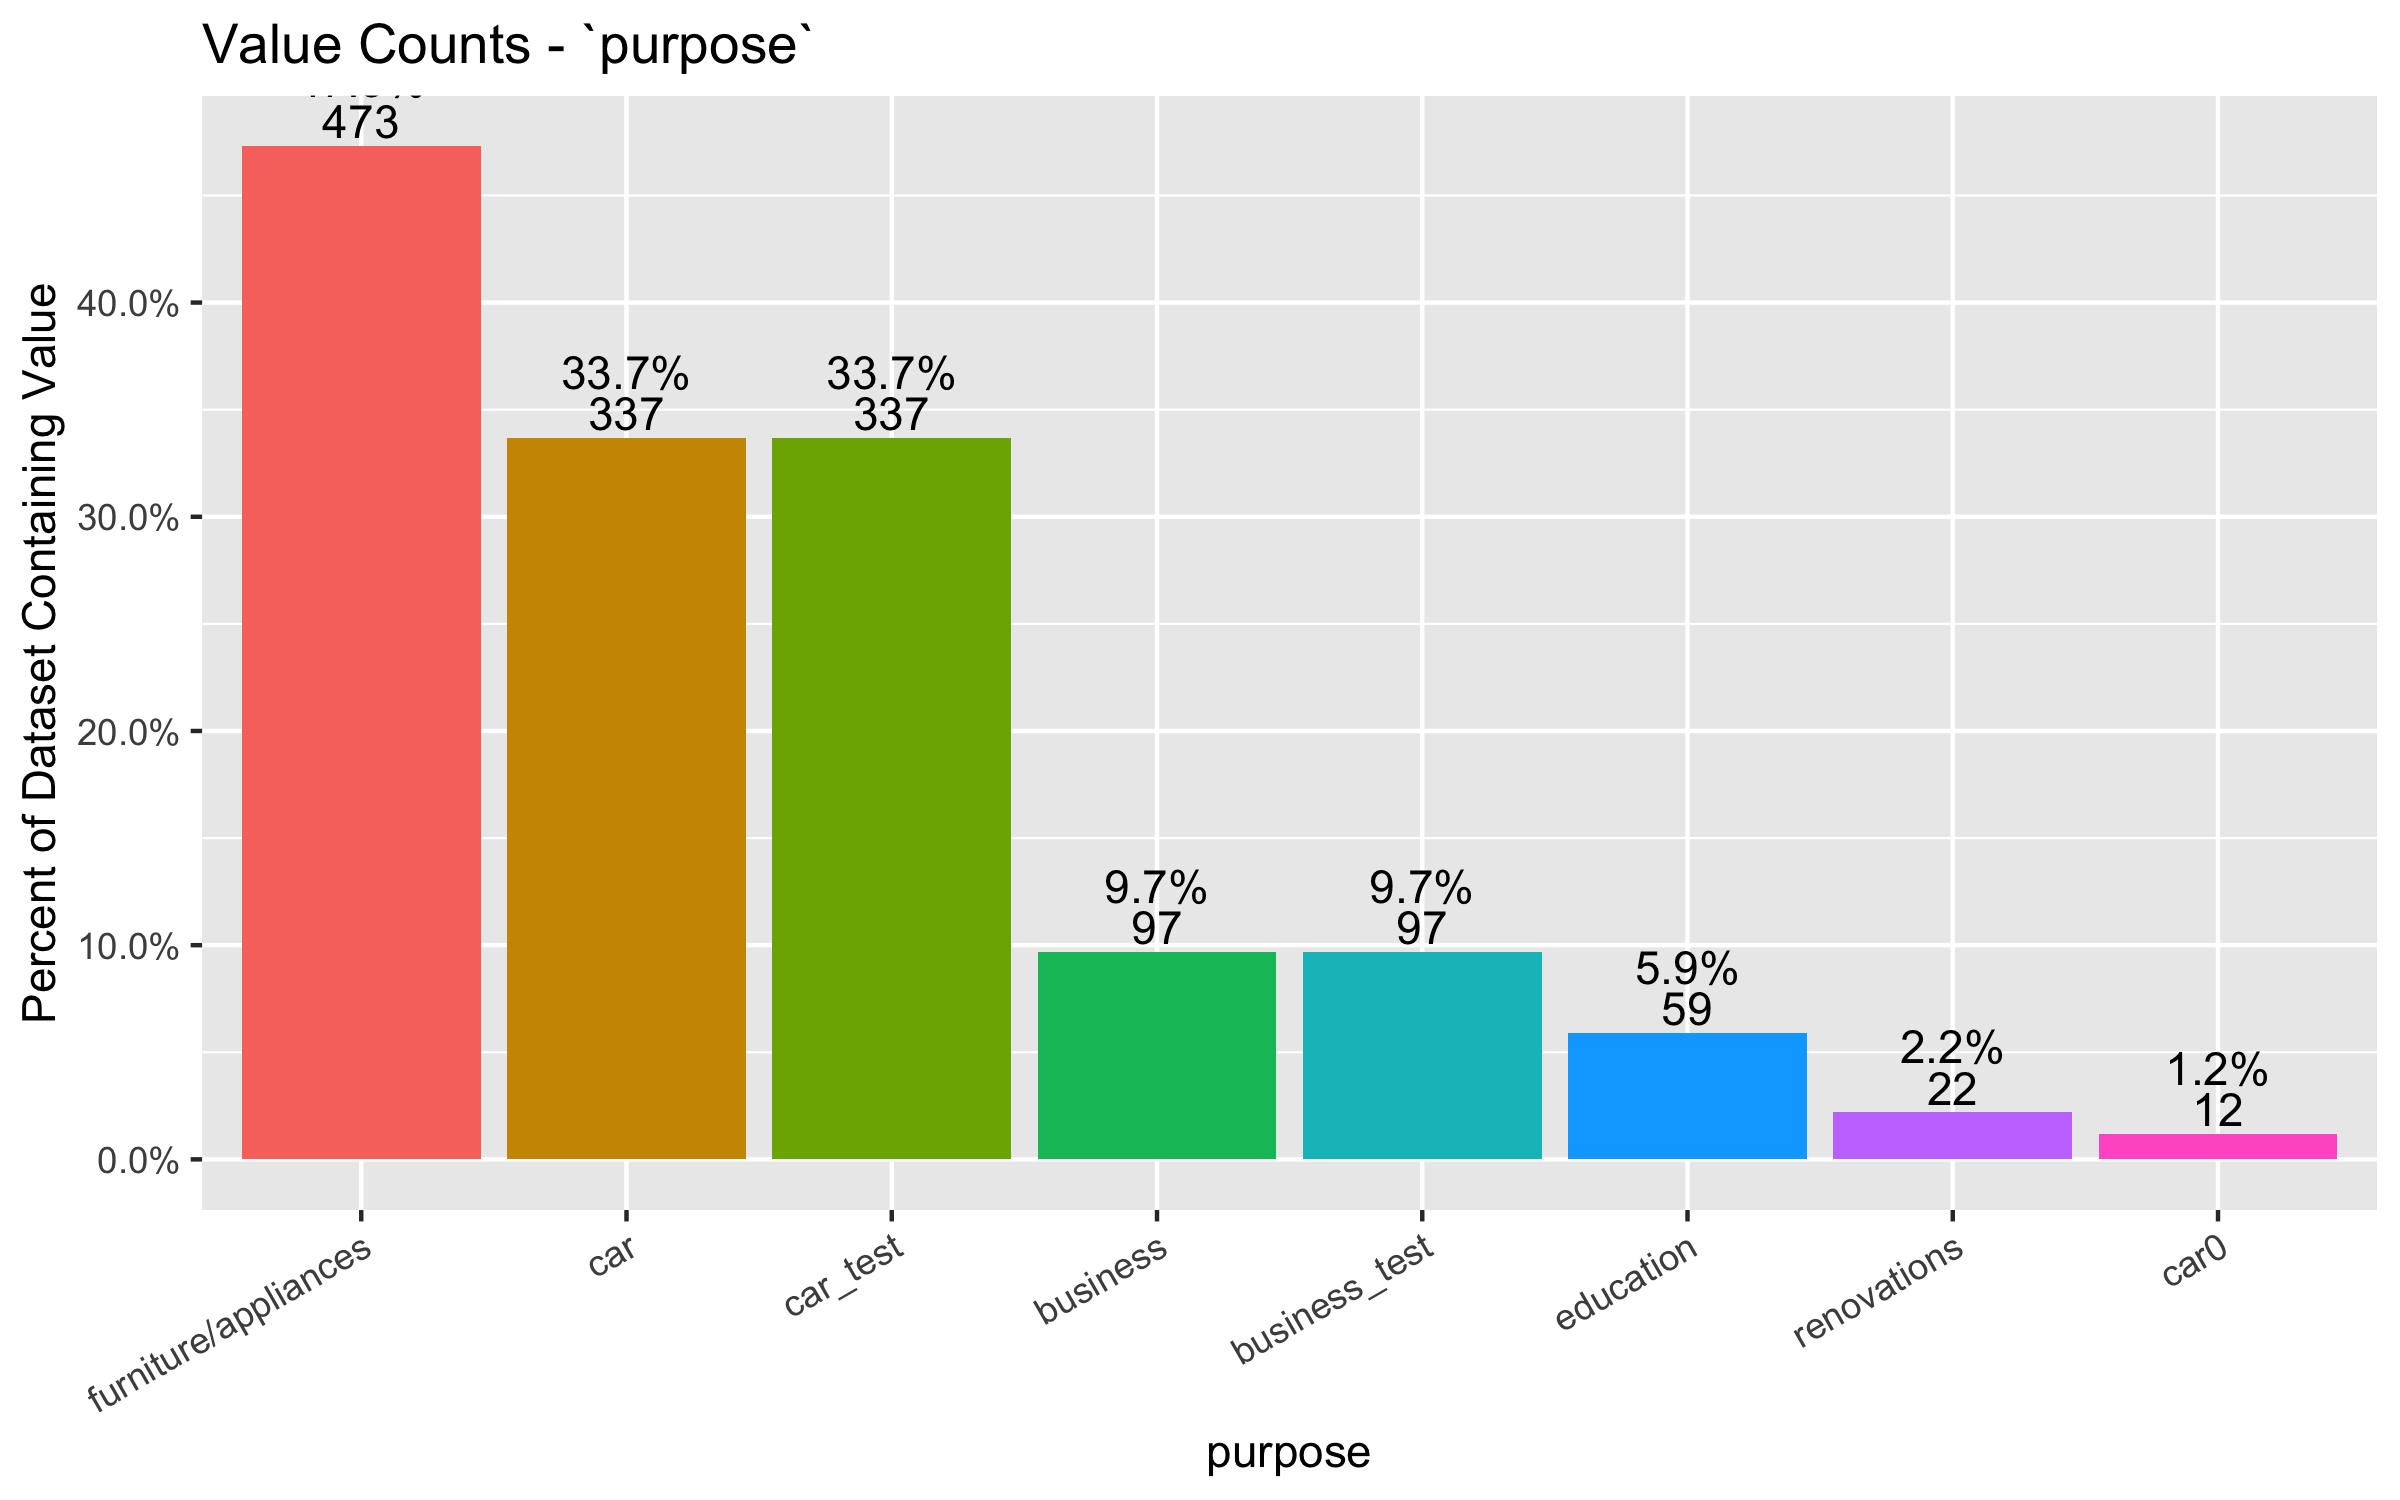 Value Counts - `purpose`
473
33.7%
337
33.7%
337
9.7%
97
9.7%
97
5.9%
59
2.2%
22
1.2%
12
Percent of Dataset Containing Value
40.0%
30.0%
20.0%
10.0%
0.0%
furniture/appliances
car
car_test
business
business_test
education
renovations
car0
purpose